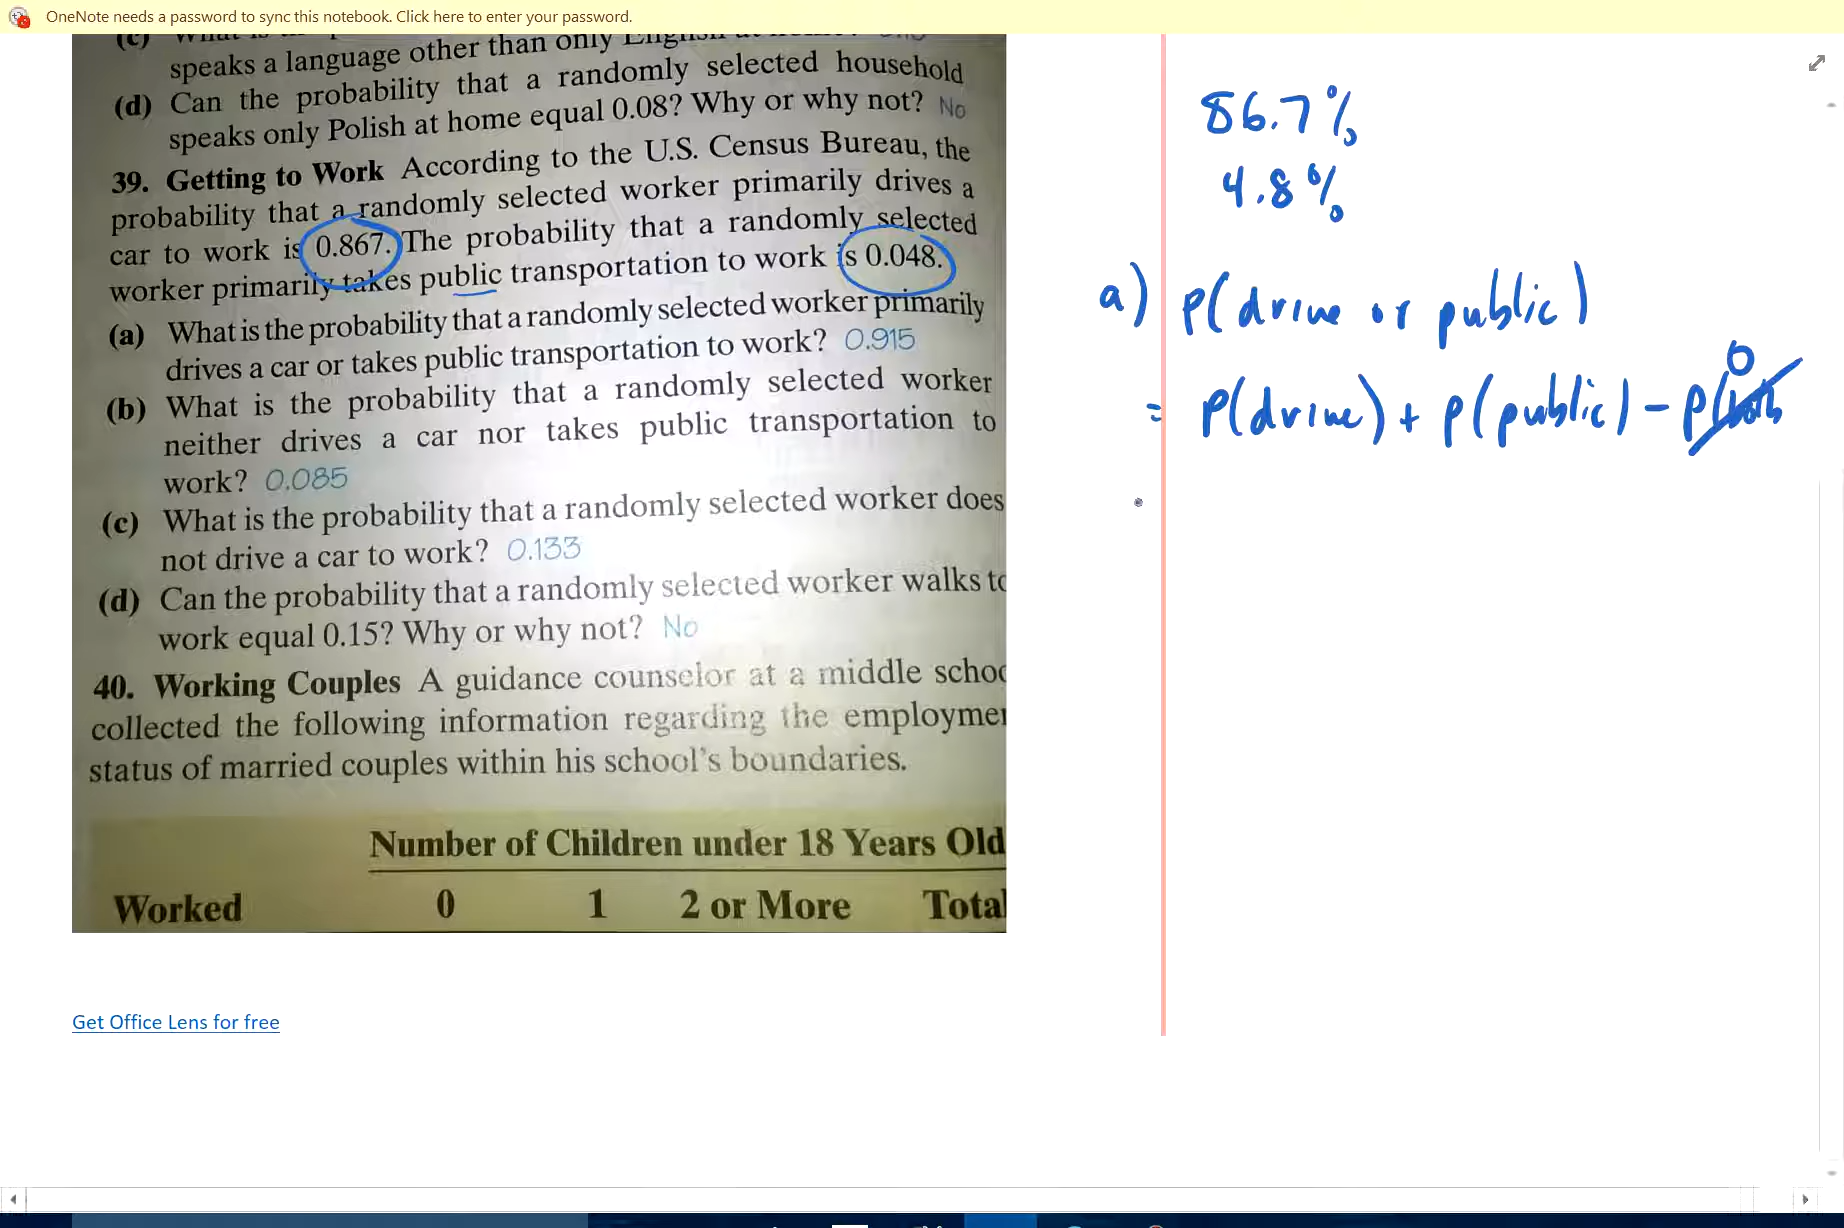 OneNote needs a password to sync this notebook. Click here to enter your password.
speaks a language other than only English at home?
(d) Can the probability that a randomly selected household
speaks only Polish at home equal 0.08? Why or why not? No
39. Getting to Work According to the U.S. Census Bureau, the
probability that a randomly selected worker primarily drives a
car to work is 0.867. The probability that a randomly selected
worker primarily takes public transportation to work is 0.048.
(a) What is the probability that a randomly selected worker primarily
drives a car or takes public transportation to work? 0.915
(b) What is the probability that a randomly selected worker
neither drives a car nor takes public transportation to
work? 0.085
(c) What is the probability that a randomly selected worker does
not drive a car to work? 0.133
(d) Can the probability that a randomly selected worker walks to
work equal 0.15? Why or why not? No
40. Working Couples A guidance counselor at a middle schoo
collected the following information regarding the employmen
status of married couples within his school's boundaries.
Number of Children under 18 Years Old
Worked 0 1 2 or More Total
Get Office Lens for free
86.7%
4.8%
a) P(drive or public)
= P(drive) + P(public) - P(both
0